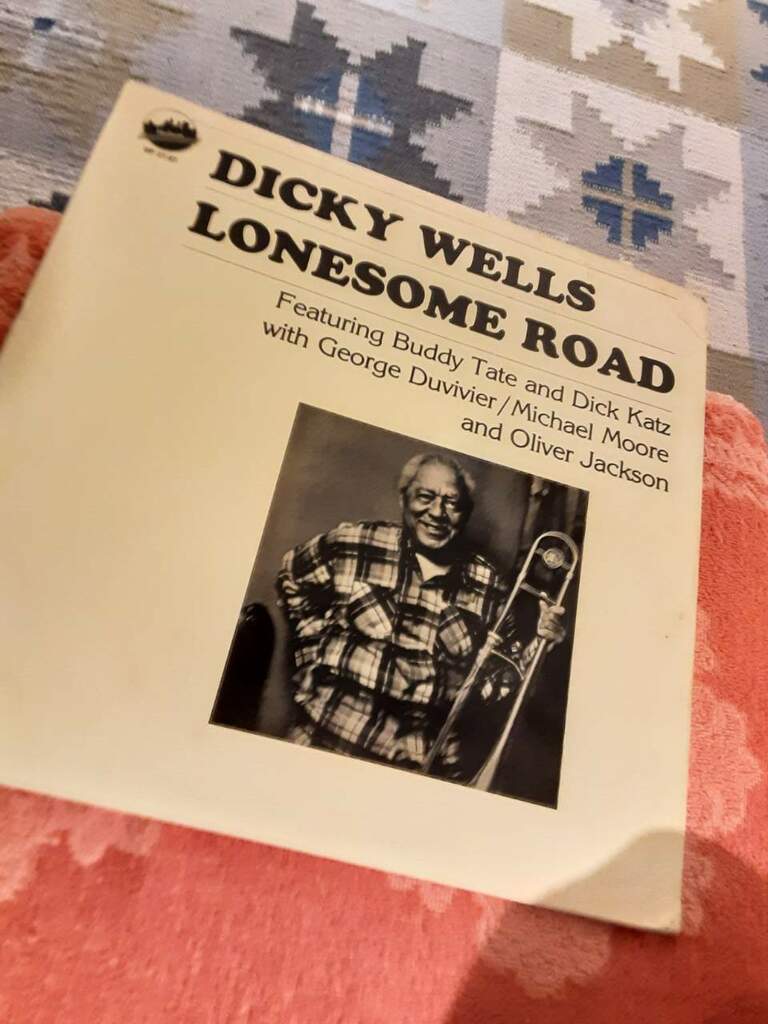 DICKY WELLS
LONESOME ROAD
Featuring Buddy Tate and Dick Katz
with George Duvivier/Michael Moore
and Oliver Jackson